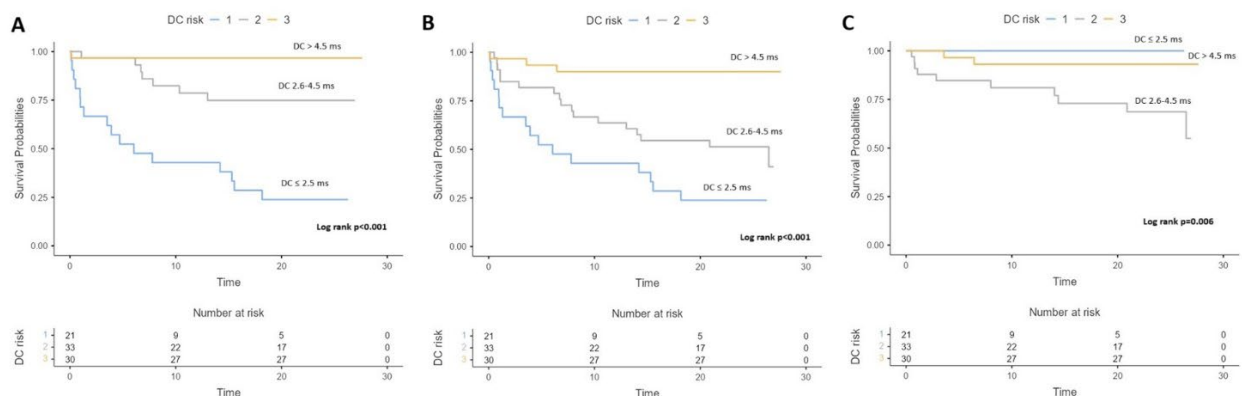 A
DC risk 1 2 3
Survival Probabilities
1.00
0.75
0.50
0.25
0.00
DC > 4.5 ms
DC 2.6-4.5 ms
DC ≤ 2.5 ms
Log rank p<0.001
0 10 20 30
Time
Number at risk
DC risk
1 21 9 5 0
2 33 22 17 0
3 30 27 27 0
0 10 20 30
Time
B
DC risk 1 2 3
Survival Probabilities
1.00
0.75
0.50
0.25
0.00
DC > 4.5 ms
DC 2.6-4.5 ms
DC ≤ 2.5 ms
Log rank p<0.001
0 10 20 30
Time
Number at risk
DC risk
1 21 9 5 0
2 33 22 17 0
3 30 27 27 0
0 10 20 30
Time
C
DC risk 1 2 3
Survival Probabilities
1.00
0.75
0.50
0.25
0.00
DC ≤ 2.5 ms
DC > 4.5 ms
DC 2.6-4.5 ms
Log rank p=0.006
0 10 20 30
Time
Number at risk
DC risk
1 21 9 5 0
2 33 22 17 0
3 30 27 27 0
0 10 20 30
Time